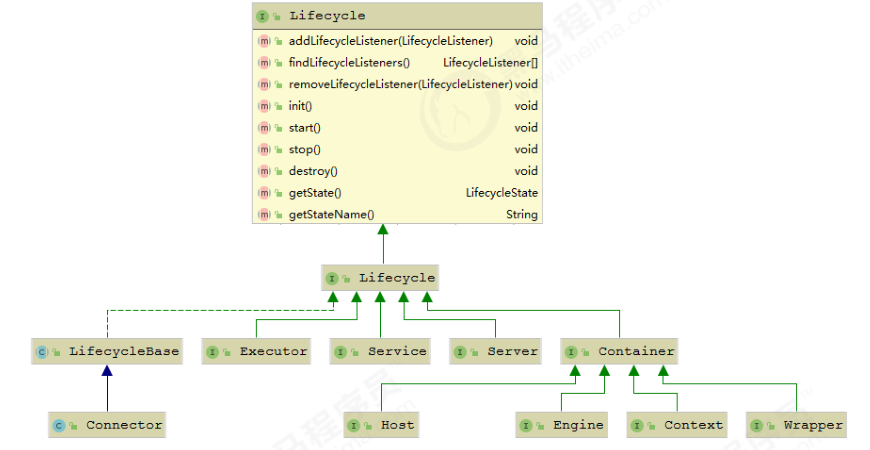 Lifecycle
addLifecycleListener(LifecycleListener) void
findLifecycleListeners() LifecycleListener[]
removeLifecycleListener(LifecycleListener) void
init() void
start() void
stop() void
destroy() void
getState() LifecycleState
getStateName() String
Lifecycle
LifecycleBase Executor Service Server Container
Connector Host Engine Context Wrapper